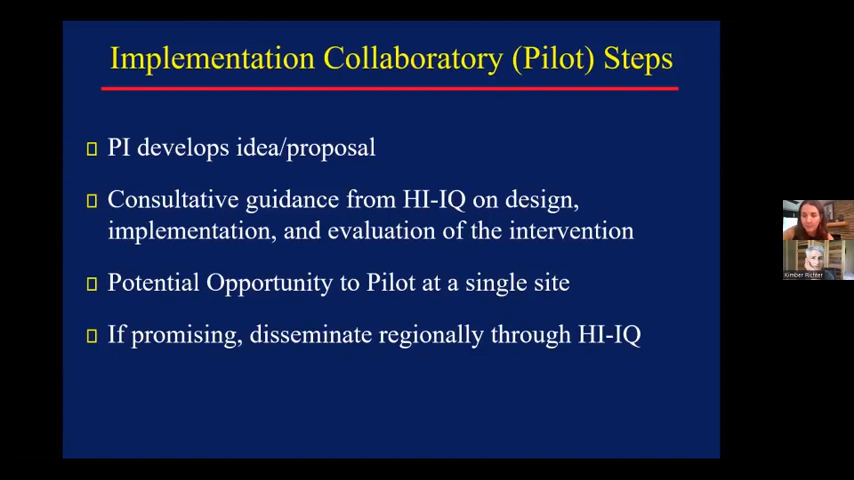 Implementation Collaboratory (Pilot) Steps
PI develops idea/proposal
Consultative guidance from HI-IQ on design,
implementation, and evaluation of the intervention
Potential Opportunity to Pilot at a single site
If promising, disseminate regionally through HI-IQ
Kimber Richter